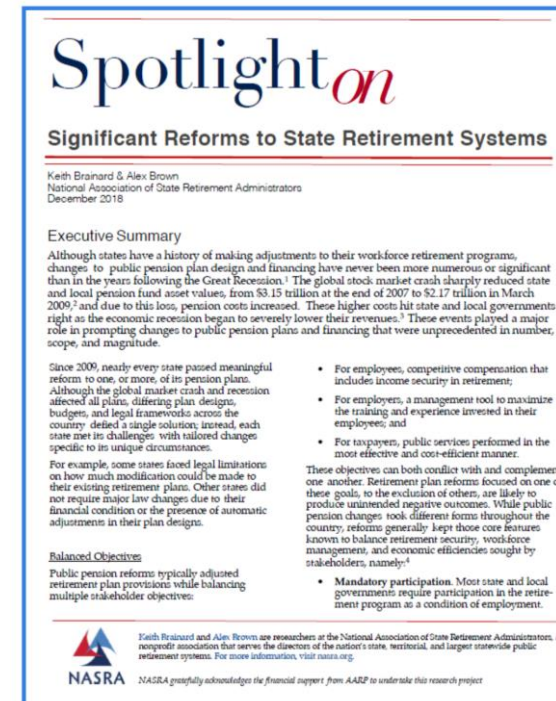 Spotlight on
Significant Reforms to State Retirement Systems
Keith Brainard & Alex Brown
National Association of State Retirement Administrators
December 2018
Executive Summary
Although states have a history of making adjustments to their workforce retirement programs,
changes to public pension plan design and financing have never been more numerous or significant
than in the years following the Great Recession.¹ The global stock market crash sharply reduced state
and local pension fund asset values, from $3.15 trillion at the end of 2007 to $2.17 trillion in March
2009,² and due to this loss, pension costs increased. These higher costs hit state and local governments
right as the economic recession began to severely lower their revenues.³ These events played a major
role in prompting changes to public pension plans and financing that were unprecedented in number,
scope, and magnitude.
Since 2009, nearly every state passed meaningful
reform to one, or more, of its pension plans.
Although the global market crash and recession
affected all plans, differing plan designs,
budgets, and legal frameworks across the
country defied a single solution; instead, each
state met its challenges with tailored changes
specific to its unique circumstances.
For example, some states faced legal limitations
on how much modification could be made to
their existing retirement plans. Other states did
not require major law changes due to their
financial condition or the presence of automatic
adjustments in their plan designs.
Balanced Objectives
Public pension reforms typically adjusted
retirement plan provisions while balancing
multiple stakeholder objectives:
• For employees, competitive compensation that
includes income security in retirement;
• For employers, a management tool to maximize
the training and experience invested in their
employees; and
• For taxpayers, public services performed in the
most effective and cost-efficient manner.
These objectives can both conflict with and complemen
one another. Retirement plan reforms focused on one o
these goals, to the exclusion of others, are likely to
produce unintended negative outcomes. While public
pension changes took different forms throughout the
country, reforms generally kept those core features
known to balance retirement security, workforce
management, and economic efficiencies sought by
stakeholders, namely:⁴
• Mandatory participation. Most state and local
governments require participation in the retire-
ment program as a condition of employment.
NASRA
Keith Brainard and Alex Brown are researchers at the National Association of State Retirement Administrators,
nonprofit association that serves the directors of the nation's state, territorial, and largest statewide public
retirement systems. For more information, visit nasra.org.
NASRA gratefully acknowledges the financial support from AARP to undertake this research project